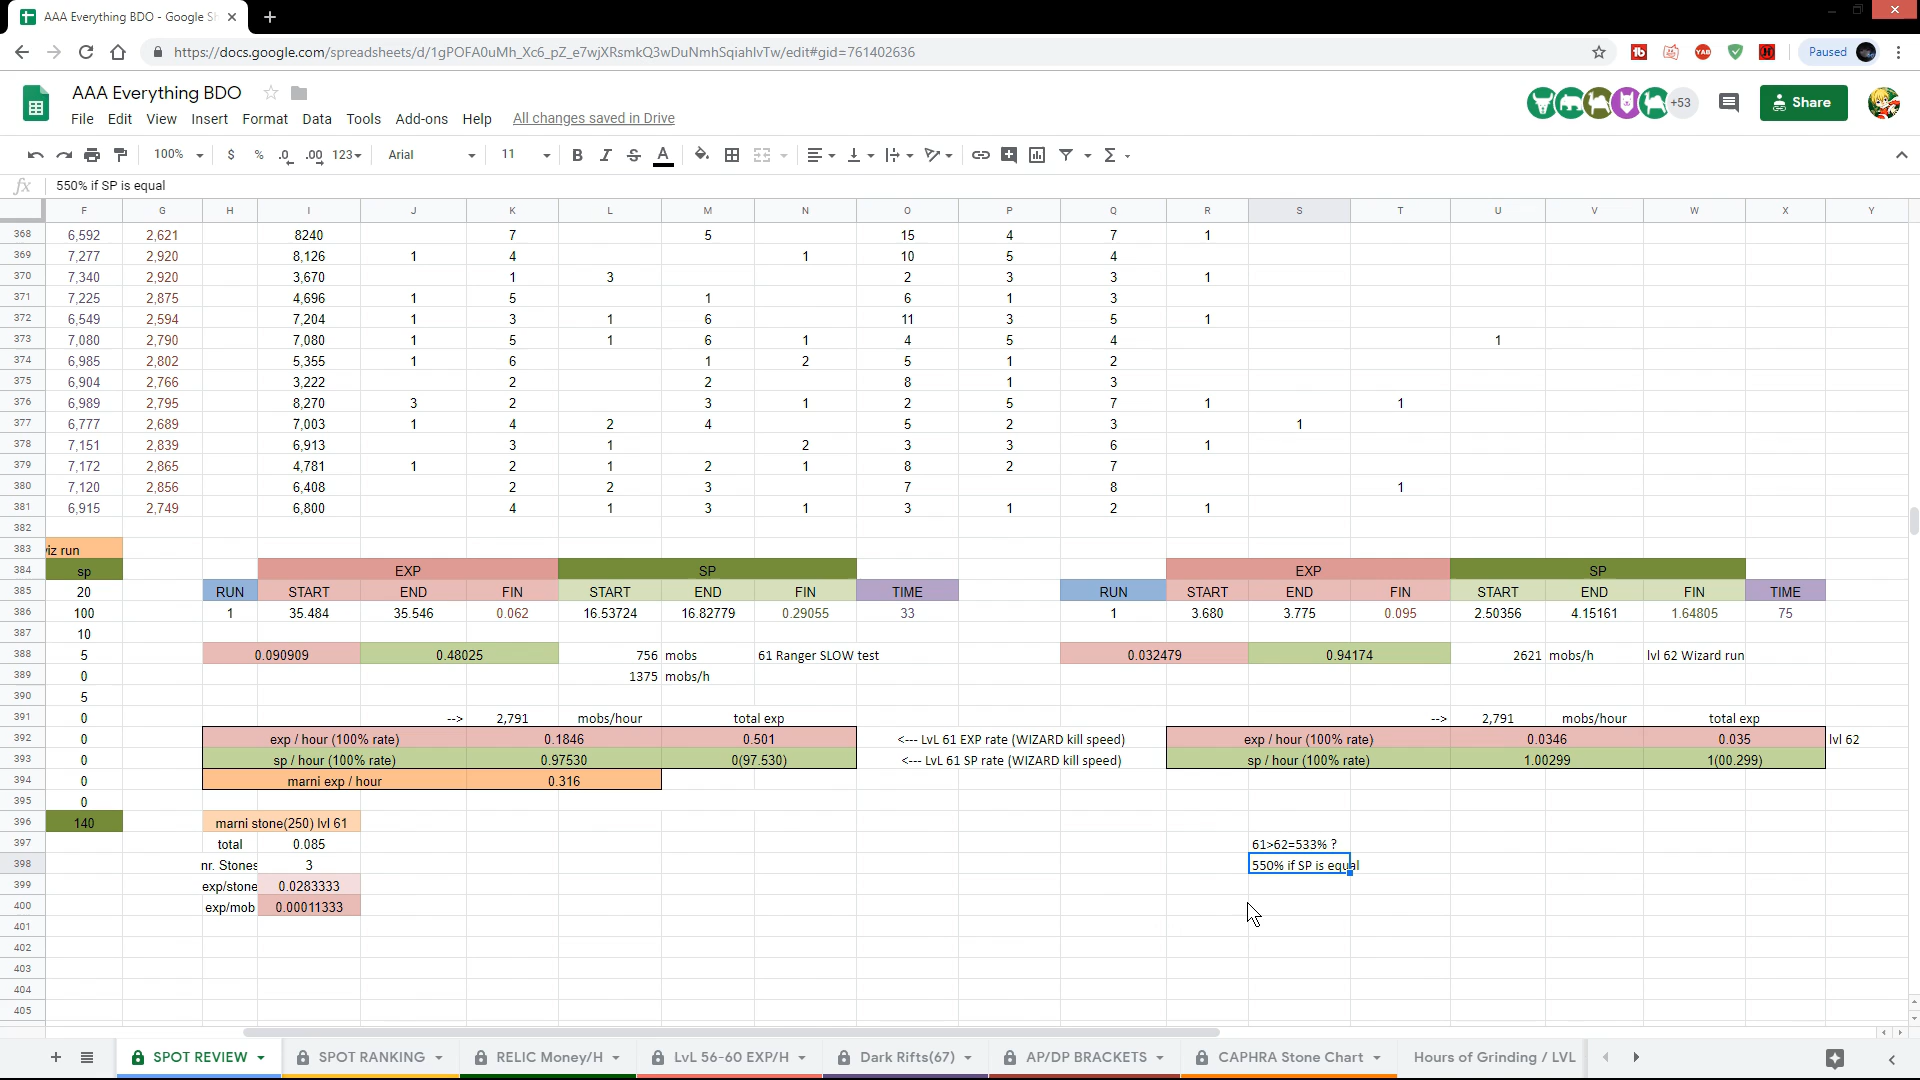 AAA Everything BDO - Google Sh
https://docs.google.com/spreadsheets/d/1gPOFA0uMh_Xc6_pZ_e7wjXRsmkQ3wDuNmhSqiahlvTw/edit#gid=761402636
Paused
AAA Everything BDO
+53
Share
File Edit View Insert Format Data Tools Add-ons Help All changes saved in Drive
100% $ % .0 .00 123 Arial 11 B I S A
fx 550% if SP is equal
F G H I J K L M N O P Q R S T U V W X Y
368 6,592 2,621 8240 7 5 15 4 7 1
369 7,277 2,920 8,126 1 4 1 10 5 4
370 7,340 2,920 3,670 1 3 2 3 3 1
371 7,225 2,875 4,696 1 5 1 6 1 3
372 6,549 2,594 7,204 1 3 1 6 11 3 5 1
373 7,080 2,790 7,080 1 5 1 6 1 4 5 4 1
374 6,985 2,802 5,355 1 6 1 2 5 1 2
375 6,904 2,766 3,222 2 2 8 1 3
376 6,989 2,795 8,270 3 2 3 1 2 5 7 1 1
377 6,777 2,689 7,003 1 4 2 4 5 2 3 1
378 7,151 2,839 6,913 3 1 2 3 3 6 1
379 7,172 2,865 4,781 1 2 1 2 1 8 2 7
380 7,120 2,856 6,408 2 2 3 7 8 1
381 6,915 2,749 6,800 4 1 3 1 3 1 2 1
382
383 viz run
384 sp EXP SP EXP SP
385 20 RUN START END FIN START END FIN TIME RUN START END FIN START END FIN TIME
386 100 1 35.484 35.546 0.062 16.53724 16.82779 0.29055 33 1 3.680 3.775 0.095 2.50356 4.15161 1.64805 75
387 10
388 5 0.090909 0.48025 756 mobs 61 Ranger SLOW test 0.032479 0.94174 2621 mobs/h lvl 62 Wizard run
389 0 1375 mobs/h
390 5
391 0 --> 2,791 mobs/hour total exp --> 2,791 mobs/hour total exp
392 0 exp / hour (100% rate) 0.1846 0.501 <--- LvL 61 EXP rate (WIZARD kill speed) exp / hour (100% rate) 0.0346 0.035 lvl 62
393 0 sp / hour (100% rate) 0.97530 0(97.530) <--- LvL 61 SP rate (WIZARD kill speed) sp / hour (100% rate) 1.00299 1(00.299)
394 0 marni exp / hour 0.316
395 0
396 140 marni stone(250) lvl 61
397 total 0.085 61>62=533% ?
398 nr. Stones 3 550% if SP is equal
399 exp/stone 0.0283333
400 exp/mob 0.00011333
401
402
403
404
405
SPOT REVIEW SPOT RANKING RELIC Money/H LvL 56-60 EXP/H Dark Rifts(67) AP/DP BRACKETS CAPHRA Stone Chart Hours of Grinding / LVL